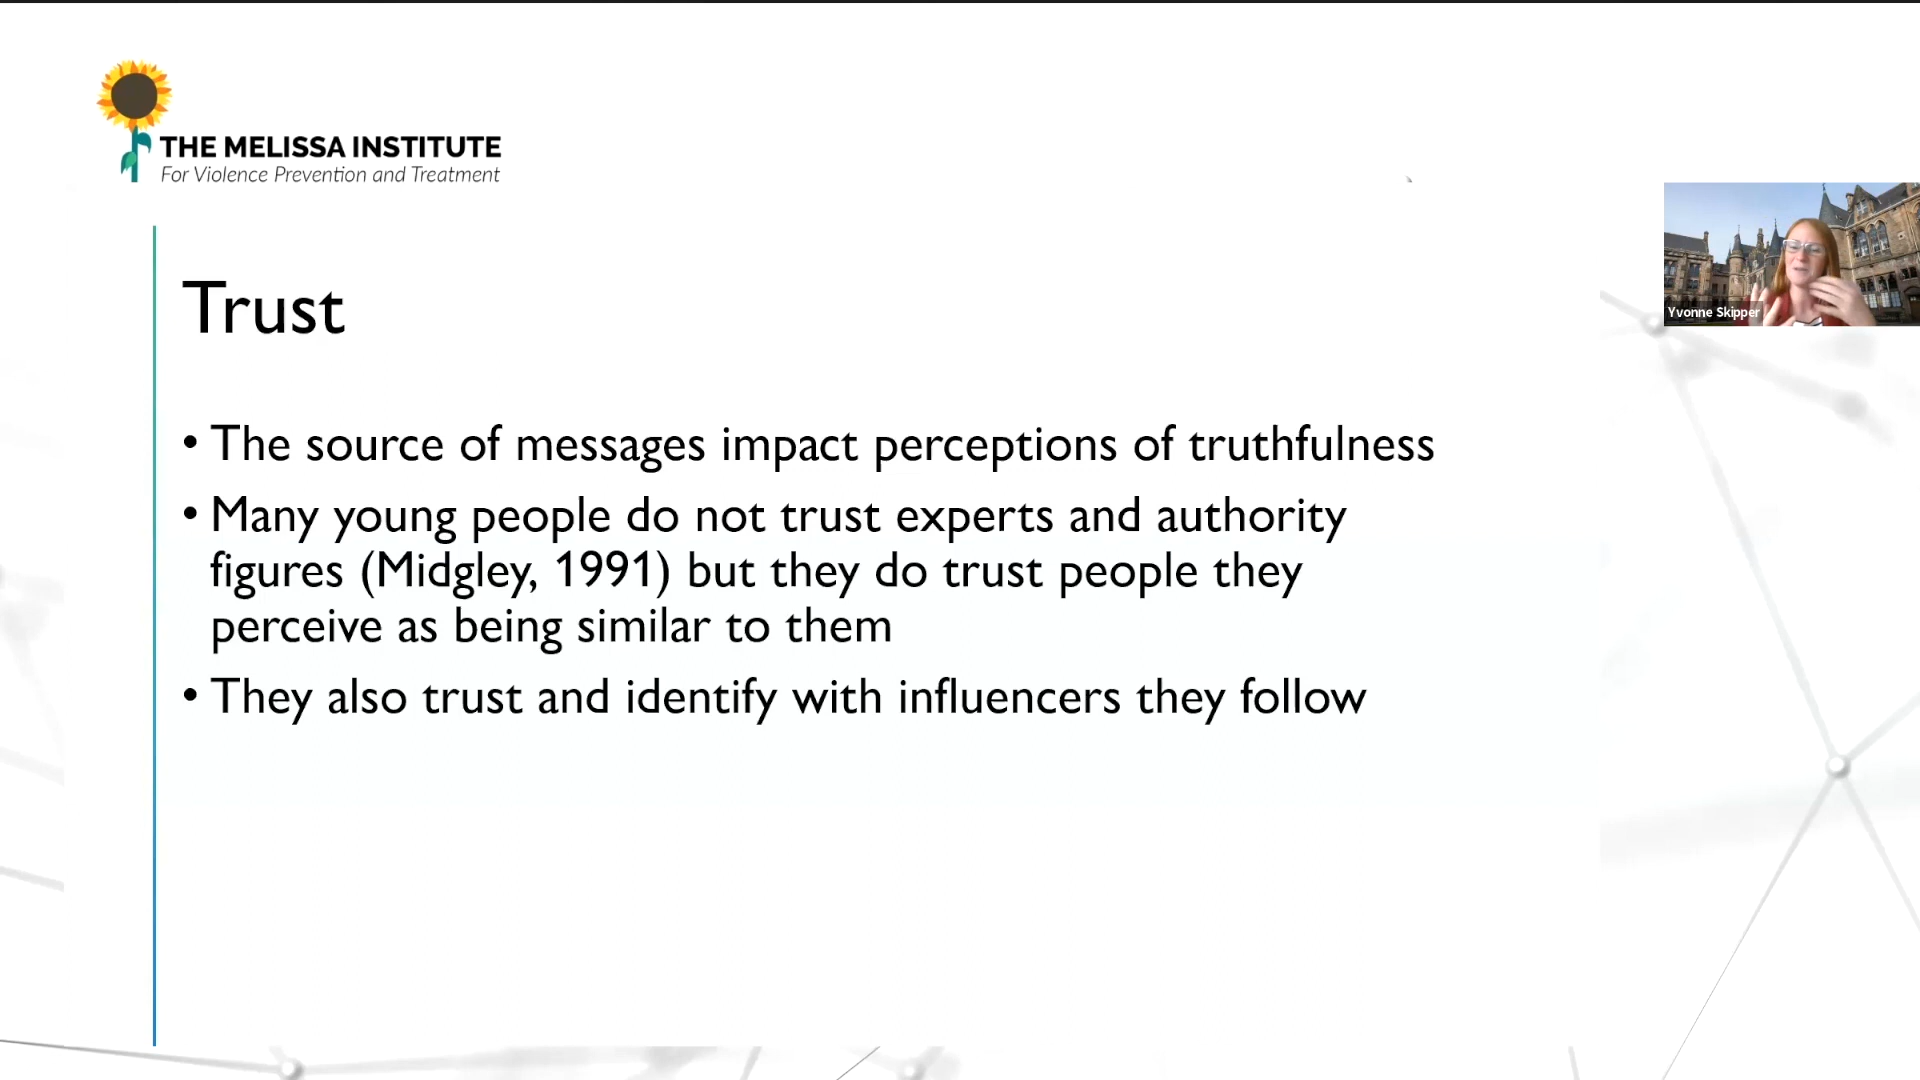 THE MELISSA INSTITUTE
For Violence Prevention and Treatment
Yvonne Skipper
Trust
• The source of messages impact perceptions of truthfulness
• Many young people do not trust experts and authority
figures (Midgley, 1991) but they do trust people they
perceive as being similar to them
• They also trust and identify with influencers they follow